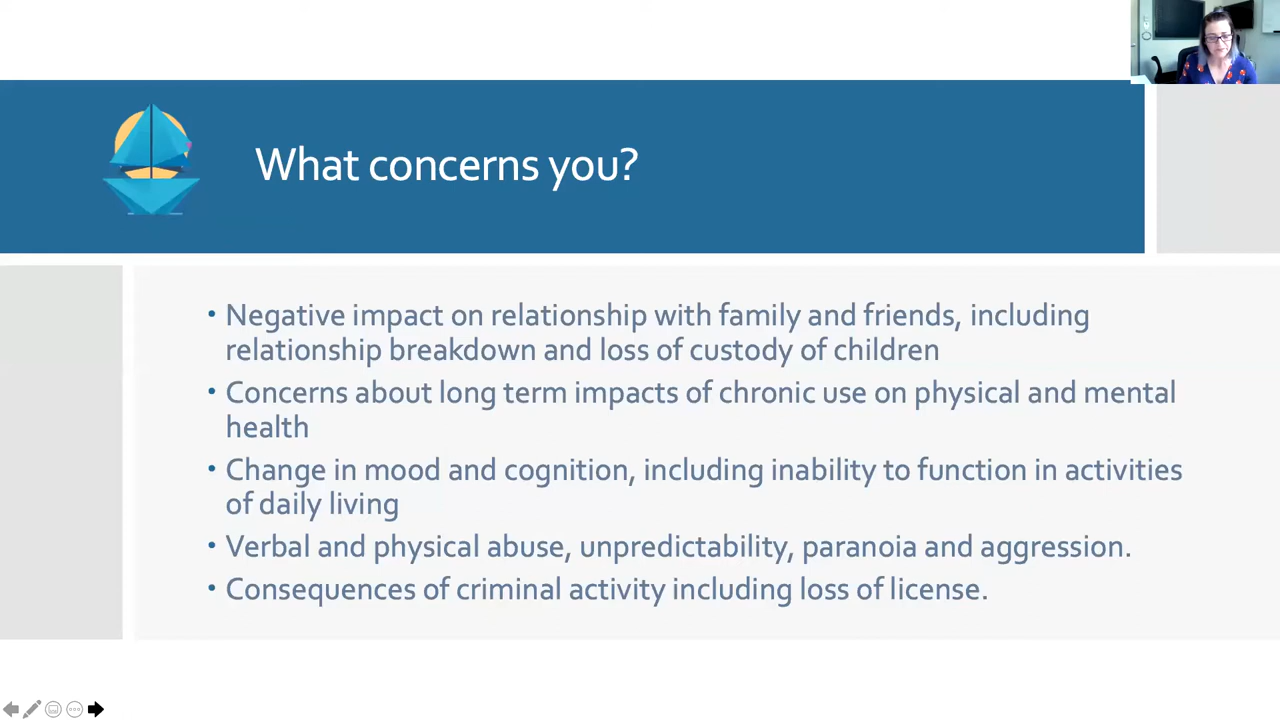 What concerns you?
• Negative impact on relationship with family and friends, including
relationship breakdown and loss of custody of children
• Concerns about long term impacts of chronic use on physical and mental
health
• Change in mood and cognition, including inability to function in activities
of daily living
• Verbal and physical abuse, unpredictability, paranoia and aggression.
• Consequences of criminal activity including loss of license.